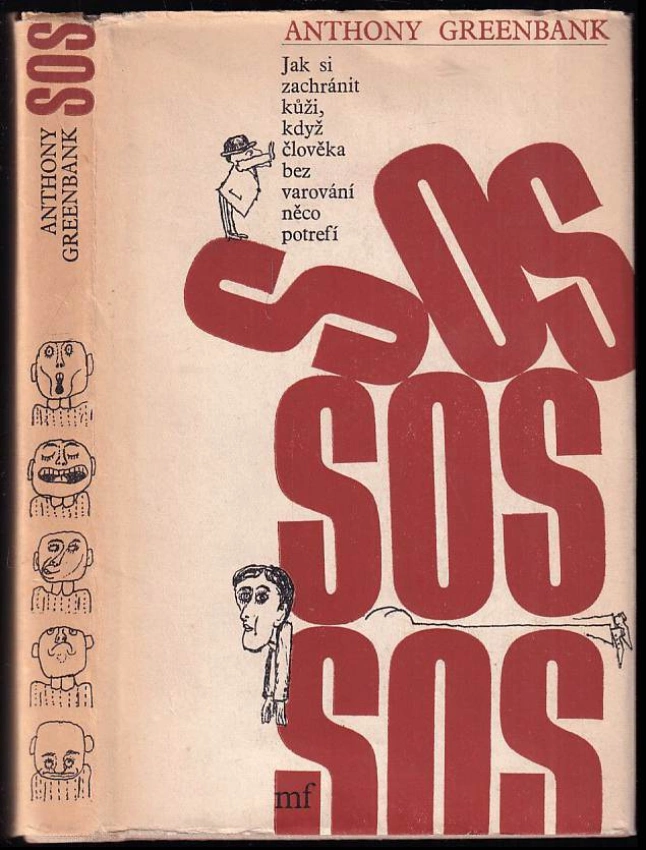 SOS
ANTHONY
GREENBANK
ANTHONY GREENBANK
Jak si
zachránit
kůži,
když
člověka
bez
varování
něco
potrefí
SOS
SOS
SOS
mf